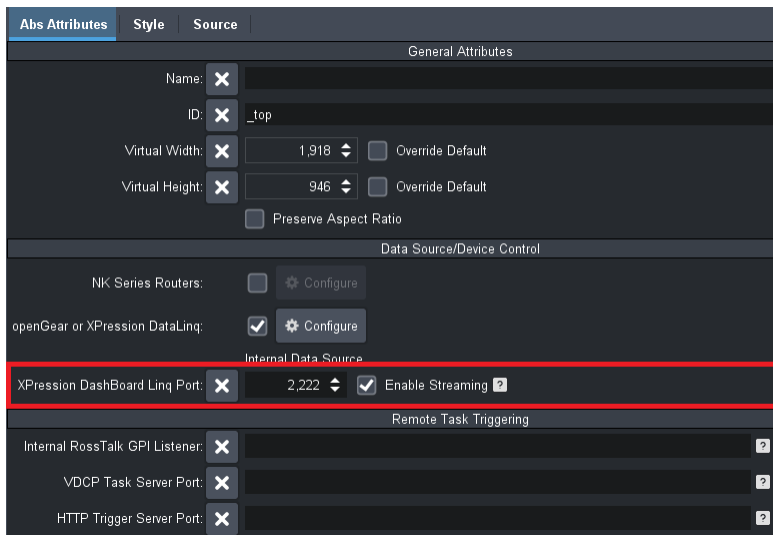 Abs Attributes Style Source
General Attributes
Name:
ID: _top
Virtual Width: 1,918 Override Default
Virtual Height: 946 Override Default
Preserve Aspect Ratio
Data Source/Device Control
NK Series Routers: Configure
openGear or XPression DataLinq: Configure
Internal Data Source
XPression DashBoard Linq Port: 2,222 Enable Streaming ?
Remote Task Triggering
Internal RossTalk GPI Listener: ?
VDCP Task Server Port: ?
HTTP Trigger Server Port: ?